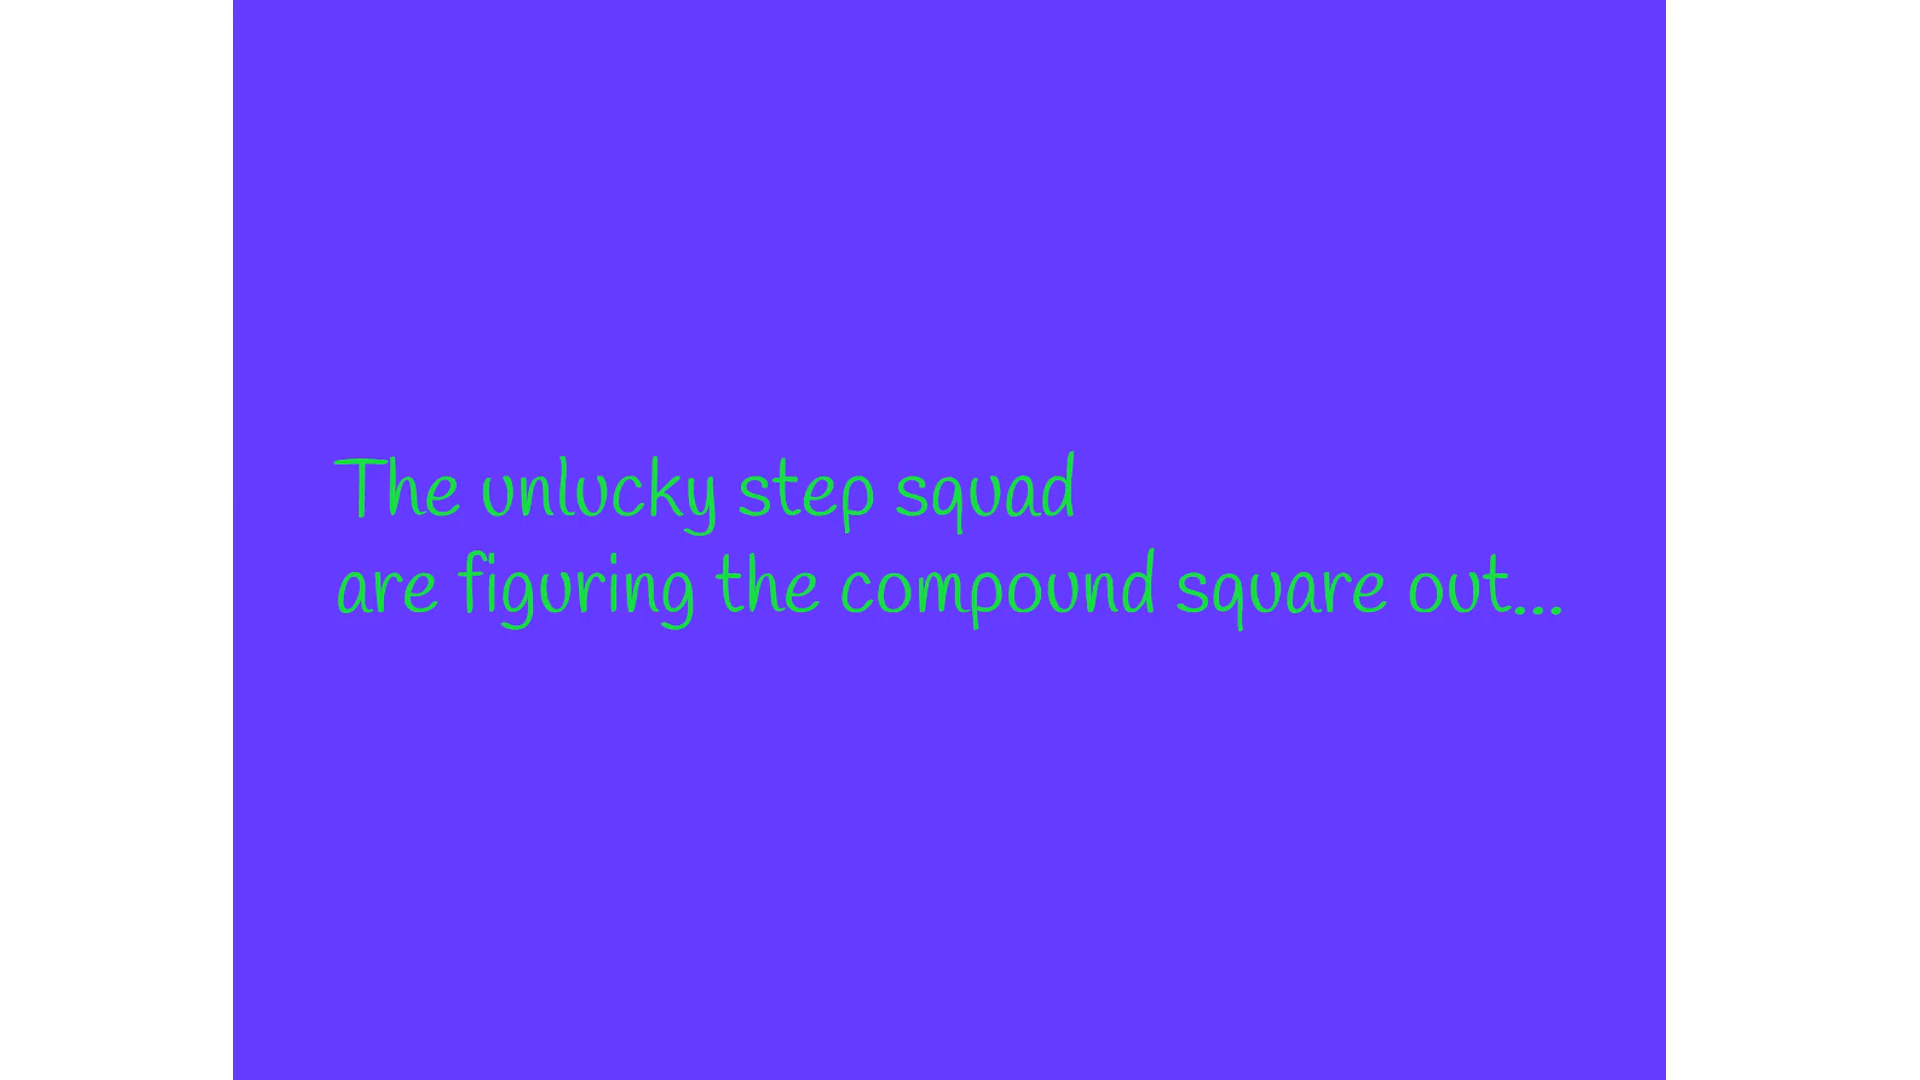 The unlucky step squad
are figuring the compound square out...